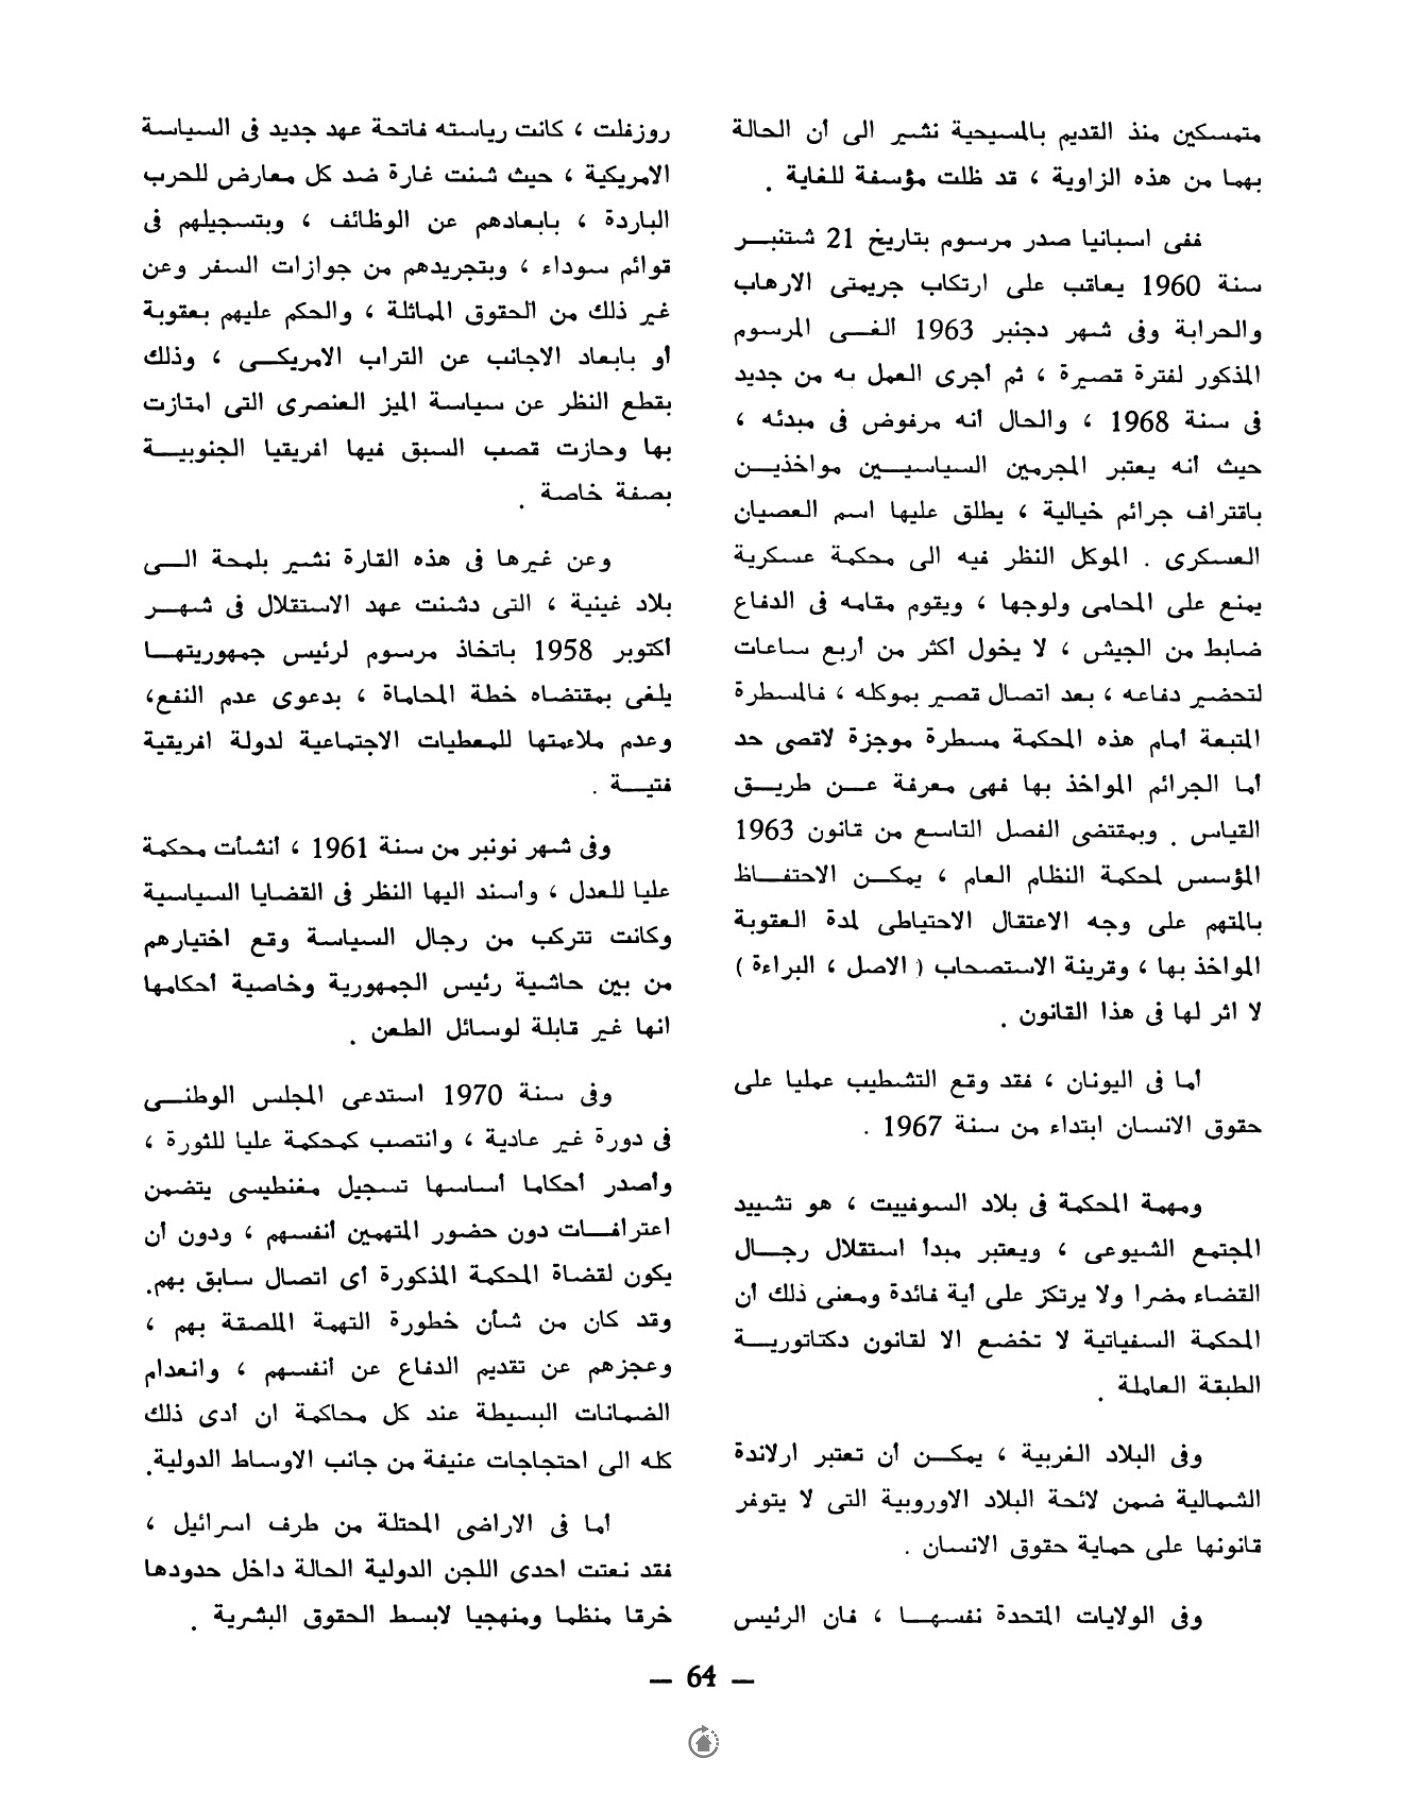 متمسكين منذ القديم بالمسيحية نشير الى أن الحالة
بهما من هذه الزاوية ، قد ظلت مؤسفة للغاية .
ففى اسبانيا صدر مرسوم بتاريخ 21 شتنبر
سنة 1960 يعاقب على ارتكاب جريمتى الارهاب
والحرابة وفى شهر دجنبر 1963 الغى المرسوم
المذكور لفترة قصيرة ، ثم أجرى العمل به من جديد
فى سنة 1968 ، والحال أنه مرفوض فى مبدئه ،
حيث أنه يعتبر المجرمين السياسيين مواخذين
باقتراف جرائم خيالية ، يطلق عليها اسم العصيان
العسكرى . الموكل النظر فيه الى محكمة عسكرية
يمنع على المحامى ولوجها ، ويقوم مقامه فى الدفاع
ضابط من الجيش ، لا يخول أكثر من أربع ساعات
لتحضير دفاعه ، بعد اتصال قصير بموكله ، فالمسطرة
المتبعة أمام هذه المحكمة مسطرة موجزة لاقصى حد
أما الجرائم المواخذ بها فهى معرفة عن طريق
القياس . وبمقتضى الفصل التاسع من قانون 1963
المؤسس لمحكمة النظام العام ، يمكن الاحتفاظ
بالمتهم على وجه الاعتقال الاحتياطى لمدة العقوبة
المواخذ بها ، وقرينة الاستصحاب ( الاصل ، البراءة )
لا اثر لها فى هذا القانون .
أما فى اليونان ، فقد وقع التشطيب عمليا على
حقوق الانسان ابتداء من سنة 1967 .
ومهمة المحكمة فى بلاد السوفييت ، هو تشييد
المجتمع الشيوعى ، ويعتبر مبدأ استقلال رجال
القضاء مضرا ولا يرتكز على أية فائدة ومعنى ذلك أن
المحكمة السفياتية لا تخضع الا لقانون دكتاتورية
الطبقة العاملة .
وفى البلاد الغربية ، يمكن أن تعتبر ارلاندة
الشمالية ضمن لائحة البلاد الاوروبية التى لا يتوفر
قانونها على حماية حقوق الانسان .
وفى الولايات المتحدة نفسها ، فان الرئيس
روزفلت ، كانت رياسته فاتحة عهد جديد فى السياسة
الامريكية ، حيث شنت غارة ضد كل معارض للحرب
الباردة ، بابعادهم عن الوظائف ، وبتسجيلهم فى
قوائم سوداء ، وبتجريدهم من جوازات السفر وعن
غير ذلك من الحقوق المماثلة ، والحكم عليهم بعقوبة
أو بابعاد الاجانب عن التراب الامريكى ، وذلك
بقطع النظر عن سياسة الميز العنصرى التى امتازت
بها وحازت قصب السبق فيها افريقيا الجنوبية
بصفة خاصة .
وعن غيرها فى هذه القارة نشير بلمحة الى
بلاد غينية ، التى دشنت عهد الاستقلال فى شهر
أكتوبر 1958 باتخاذ مرسوم لرئيس جمهوريتها
يلغى بمقتضاه خطة المحاماة ، بدعوى عدم النفع،
وعدم ملاءمتها للمعطيات الاجتماعية لدولة افريقية
فتية .
وفى شهر نونبر من سنة 1961 ، أنشأت محكمة
عليا للعدل ، وأسند اليها النظر فى القضايا السياسية
وكانت تتركب من رجال السياسة وقع اختيارهم
من بين حاشية رئيس الجمهورية وخاصية أحكامها
انها غير قابلة لوسائل الطعن .
وفى سنة 1970 استدعى المجلس الوطنى
فى دورة غير عادية ، وانتصب كمحكمة عليا للثورة ،
وأصدر أحكاما أساسها تسجيل مغنطيسى يتضمن
اعترافات دون حضور المتهمين أنفسهم ، ودون أن
يكون لقضاة المحكمة المذكورة أى اتصال سابق بهم.
وقد كان من شأن خطورة التهمة الملصقة بهم ،
وعجزهم عن تقديم الدفاع عن أنفسهم ، وانعدام
الضمانات البسيطة عند كل محاكمة ان أدى ذلك
كله الى احتجاجات عنيفة من جانب الاوساط الدولية.
أما فى الاراضى المحتلة من طرف اسرائيل ،
فقد نعتت احدى اللجن الدولية الحالة داخل حدودها
خرقا منظما ومنهجيا لابسط الحقوق البشرية .
— 64 —